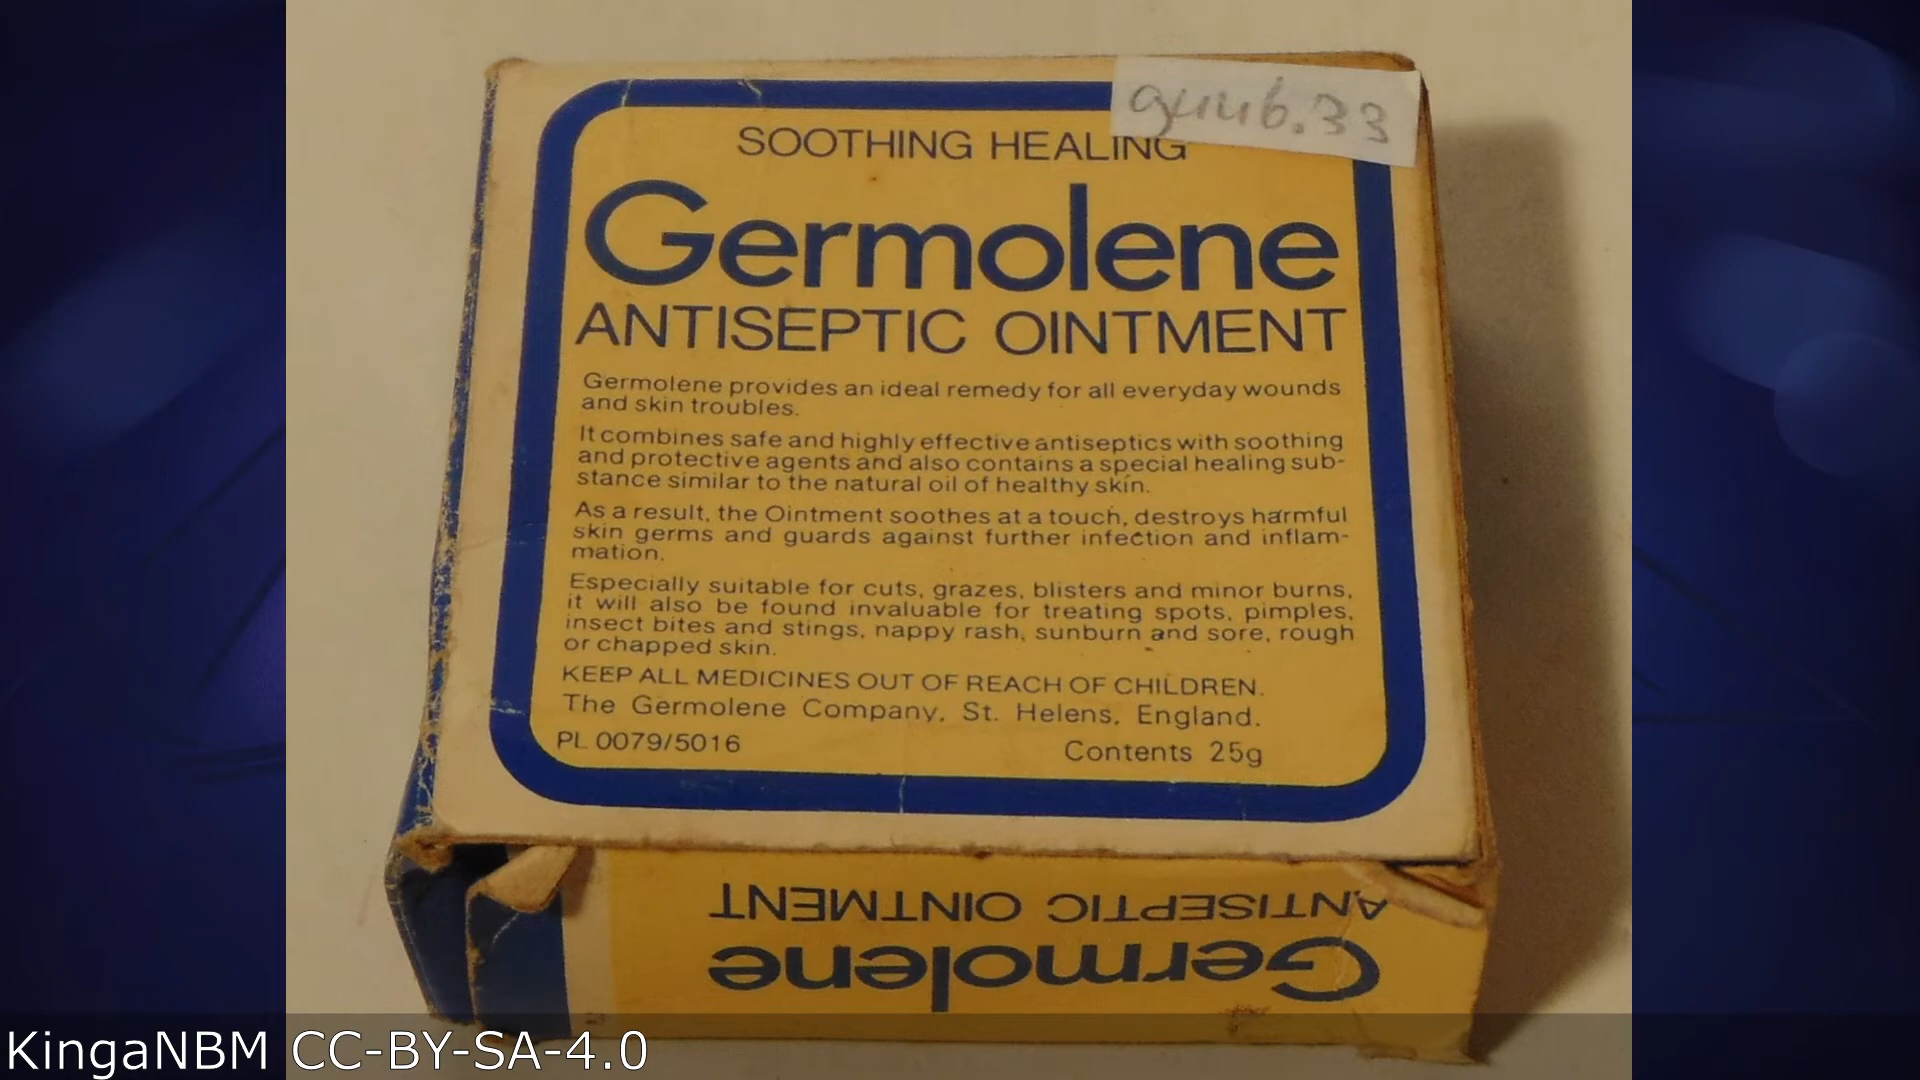 9446.33
SOOTHING HEALING
Germolene
ANTISEPTIC OINTMENT
Germolene provides an ideal remedy for all everyday wounds
and skin troubles.
It combines safe and highly effective antiseptics with soothing
and protective agents and also contains a special healing sub-
stance similar to the natural oil of healthy skin.
As a result, the Ointment soothes at a touch, destroys harmful
skin germs and guards against further infection and inflam-
mation.
Especially suitable for cuts, grazes, blisters and minor burns,
it will also be found invaluable for treating spots, pimples,
insect bites and stings, nappy rash, sunburn and sore, rough
or chapped skin.
KEEP ALL MEDICINES OUT OF REACH OF CHILDREN.
The Germolene Company, St. Helens, England.
PL 0079/5016
Contents 25g
ANTISEPTIC OINTMENT
Germolene
KingaNBM CC-BY-SA-4.0